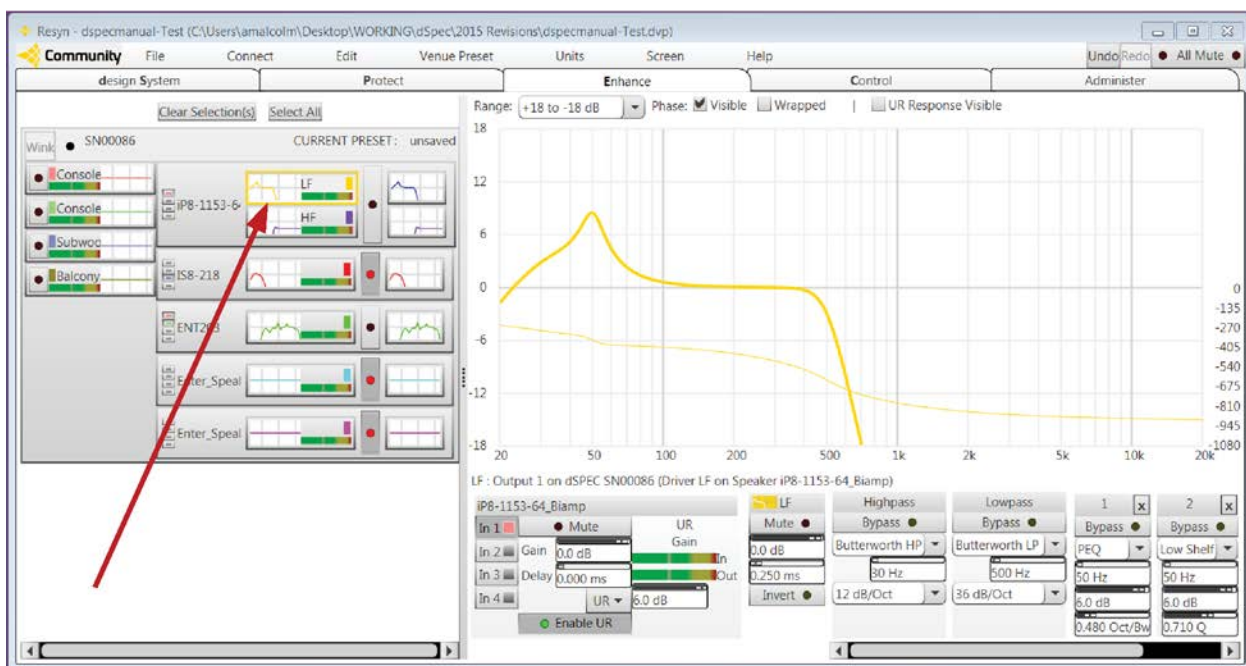 Resyn - dspecmanual-Test (C:\Users\amalcolm\Desktop\WORKING\dSpec\2015 Revisions\dspecmanual-Test.dvp)
Community File Connect Edit Venue Preset Units Screen Help Undo Redo All Mute
design System Protect Enhance Control Administer
Clear Selection(s) Select All
Wink SN00086 CURRENT PRESET: unsaved
Console
Console
Subwoo
Balcony
iP8-1153-64
LF
HF
IS8-218
ENT203
Enter_Speal
Enter_Speal
Range: +18 to -18 dB Phase: Visible Wrapped | UR Response Visible
18
12
6
0
-6
-12
-18
0
-135
-270
-405
-540
-675
-810
-945
-1080
20 50 100 200 500 1k 2k 5k 10k 20k
LF : Output 1 on dSPEC SN00086 (Driver LF on Speaker iP8-1153-64_Biamp)
iP8-1153-64_Biamp
In 1 Mute UR
Gain
In 2 Gain 0.0 dB In
In 3 Delay 0.000 ms Out
In 4 UR 6.0 dB
Enable UR
LF
Mute
0.0 dB
0.250 ms
Invert
Highpass
Bypass
Butterworth HP
30 Hz
12 dB/Oct
Lowpass
Bypass
Butterworth LP
500 Hz
36 dB/Oct
1 x
Bypass
PEQ
50 Hz
6.0 dB
0.480 Oct/Bw
2 x
Bypass
Low Shelf
50 Hz
6.0 dB
0.710 Q